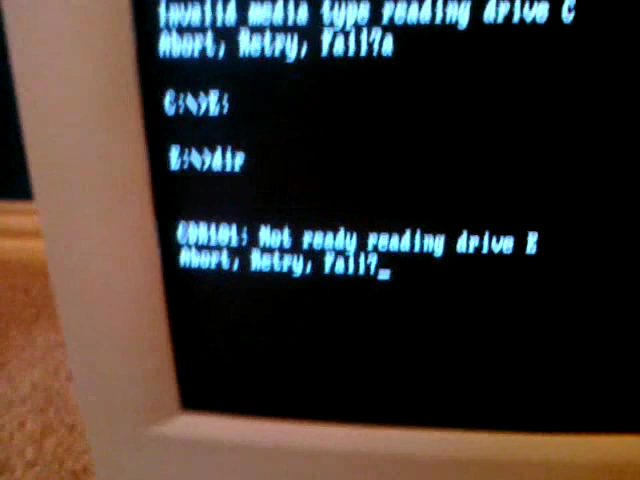 Invalid media type reading drive C
Abort, Retry, Fail?a
C:\>E:
E:\>dir
CDR101: Not ready reading drive E
Abort, Retry, Fail?_